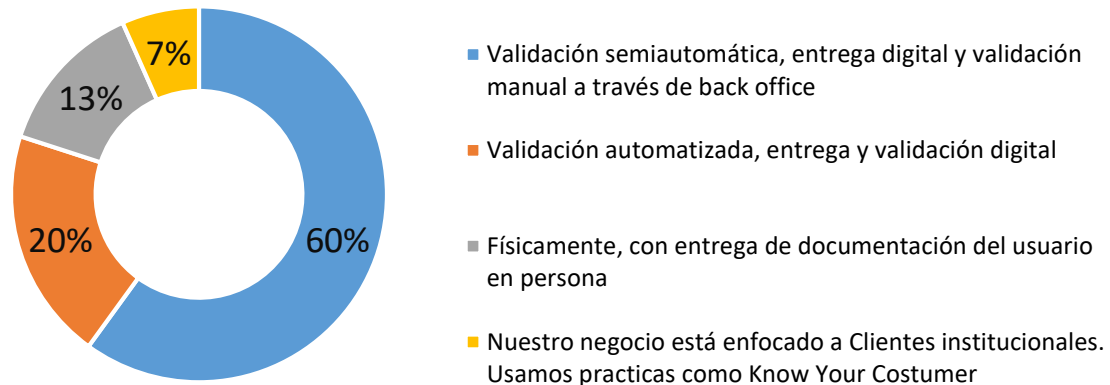 7%
13%
20%
60%
Validación semiautomática, entrega digital y validación
manual a través de back office
Validación automatizada, entrega y validación digital
Físicamente, con entrega de documentación del usuario
en persona
Nuestro negocio está enfocado a Clientes institucionales.
Usamos practicas como Know Your Costumer